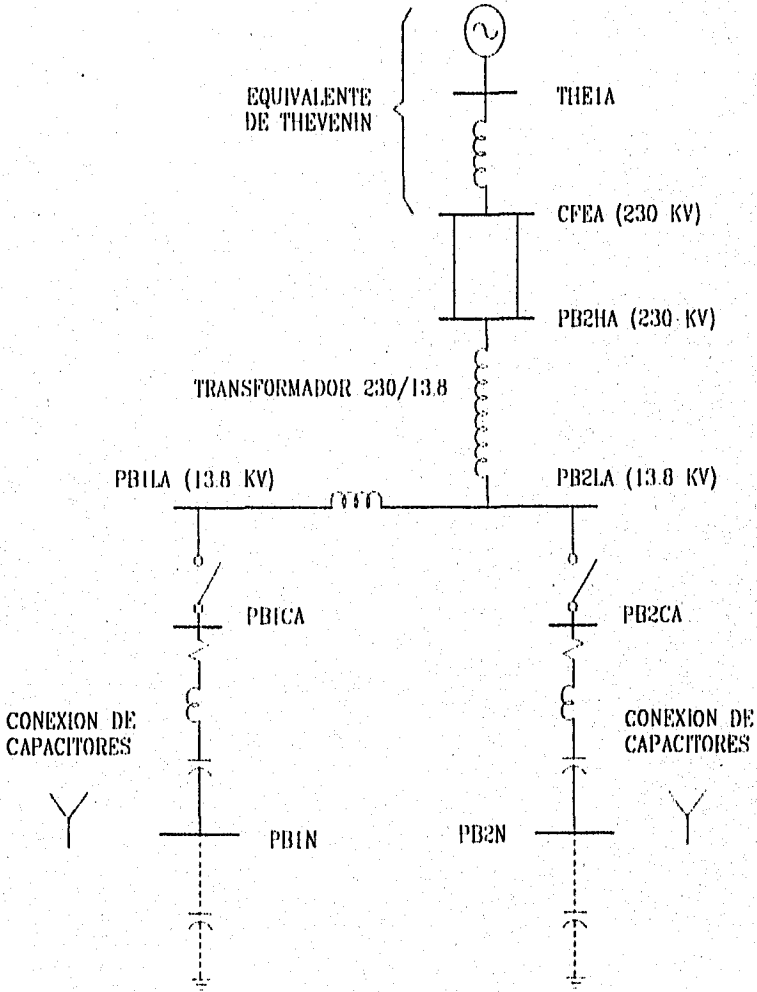 EQUIVALENTE
DE THEVENIN
THE1A
CFEA (230 KV)
PB2HA (230 KV)
TRANSFORMADOR 230/13.8
PB1LA (13.8 KV)
PB2LA (13.8 KV)
PB1CA
PB2CA
CONEXION DE
CAPACITORES
CONEXION DE
CAPACITORES
PB1N
PB2N